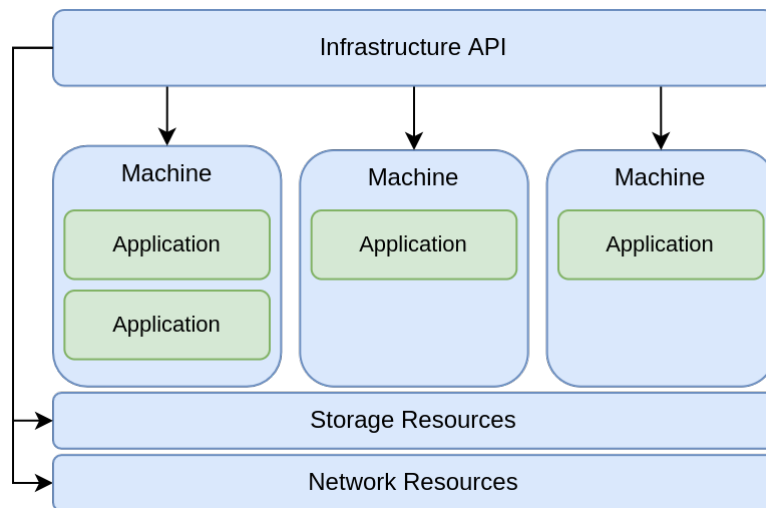 Infrastructure API
Machine
Machine
Machine
Application
Application
Application
Application
Storage Resources
Network Resources